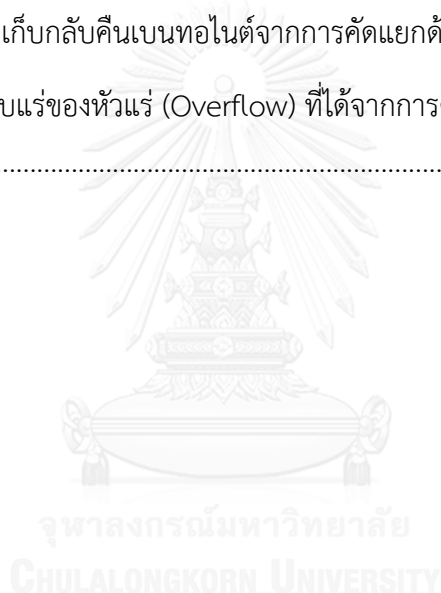 เก็บกลับคืนเบนทอไนต์จากการคัดแยกด้
บแร่ของหัวแร่ (Overflow) ที่ได้จากการ
................................................................
จุฬาลงกรณ์มหาวิทยาลัย
CHULALONGKORN UNIVERSITY